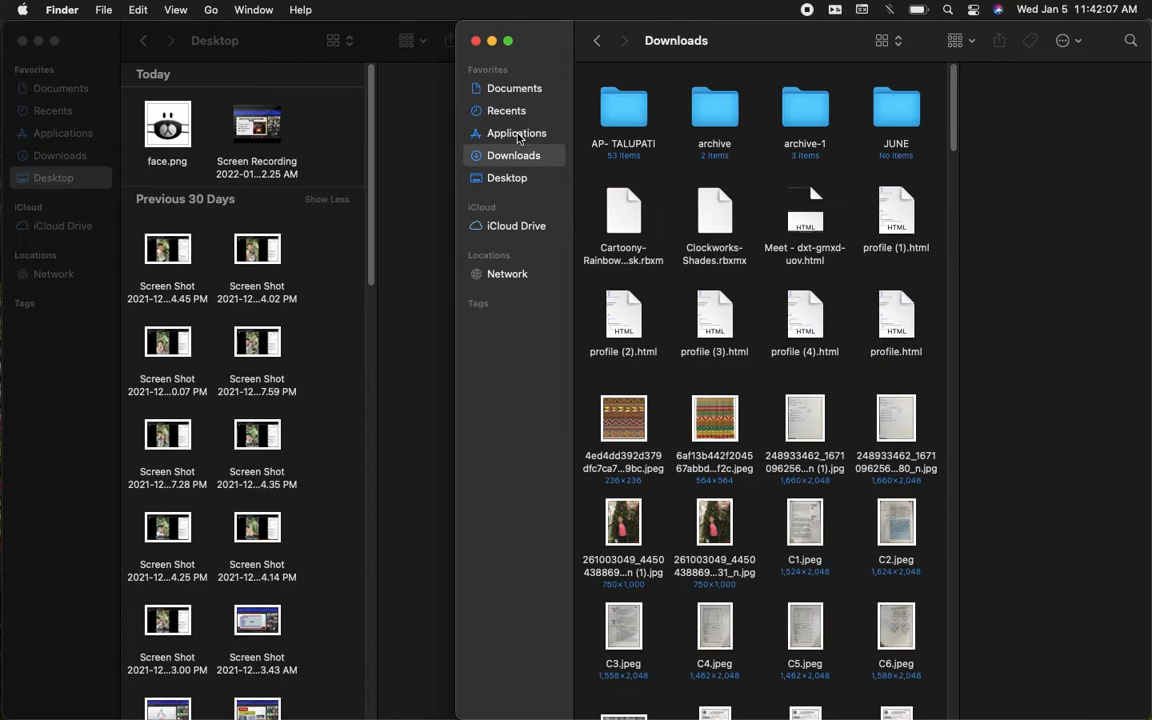 Finder File Edit View Go Window Help Wed Jan 5 11:42:07 AM
Desktop
Favorites
Documents
Recents
Applications
Downloads
Desktop
iCloud
iCloud Drive
Locations
Network
Tags
Today
face.png
Screen Recording
2022-01...2.25 AM
Previous 30 Days Show Less
Screen Shot Screen Shot
2021-12...4.45 PM 2021-12...4.02 PM
Screen Shot Screen Shot
2021-12...0.07 PM 2021-12...7.59 PM
Screen Shot Screen Shot
2021-12...7.28 PM 2021-12...4.35 PM
Screen Shot Screen Shot
2021-12...4.25 PM 2021-12...4.14 PM
Screen Shot Screen Shot
2021-12...3.00 PM 2021-12...3.43 AM
Downloads
Favorites
Documents
Recents
Applications
Downloads
Desktop
iCloud
iCloud Drive
Locations
Network
Tags
AP- TALUPATI archive archive-1 JUNE
53 items 2 items 3 items No items
HTML HTML
Cartoony- Clockworks- Meet - dxt-gmxd- profile (1).html
Rainbow...sk.rbxm Shades.rbxmx uov.html
HTML HTML HTML HTML
profile (2).html profile (3).html profile (4).html profile.html
4ed4dd392d379 6af13b442f2045 248933462_1671 248933462_1671
dfc7ca7...9bc.jpeg 67abbd...f2c.jpeg 096256...n (1).jpg 096256...80_n.jpg
236×236 564×564 1,660×2,048 1,660×2,048
261003049_4450 261003049_4450 C1.jpeg C2.jpeg
438869...n (1).jpg 438869...31_n.jpg 1,524×2,048 1,624×2,048
750×1,000 750×1,000
C3.jpeg C4.jpeg C5.jpeg C6.jpeg
1,558×2,048 1,462×2,048 1,462×2,048 1,588×2,048